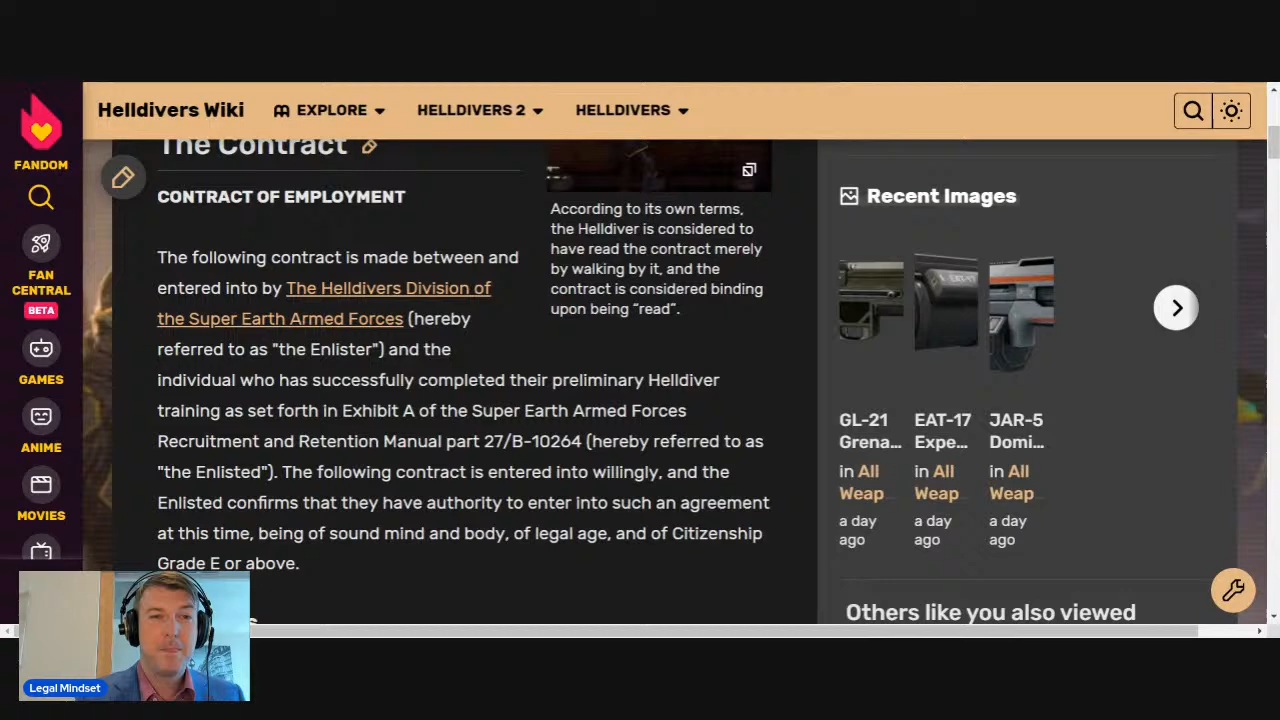 Helldivers Wiki
EXPLORE
HELLDIVERS 2
HELLDIVERS
FANDOM
FAN
CENTRAL
BETA
GAMES
ANIME
MOVIES
The Contract
CONTRACT OF EMPLOYMENT
The following contract is made between and
entered into by The Helldivers Division of
the Super Earth Armed Forces (hereby
referred to as "the Enlister") and the
individual who has successfully completed their preliminary Helldiver
training as set forth in Exhibit A of the Super Earth Armed Forces
Recruitment and Retention Manual part 27/B-10264 (hereby referred to as
"the Enlisted"). The following contract is entered into willingly, and the
Enlisted confirms that they have authority to enter into such an agreement
at this time, being of sound mind and body, of legal age, and of Citizenship
Grade E or above.
According to its own terms,
the Helldiver is considered to
have read the contract merely
by walking by it, and the
contract is considered binding
upon being “read”.
Recent Images
EAT-17
GL-21
Grena...
in All
Weap
a day
ago
EAT-17
Expe...
in All
Weap
a day
ago
JAR-5
Domi...
in All
Weap
a day
ago
Others like you also viewed
Legal Mindset